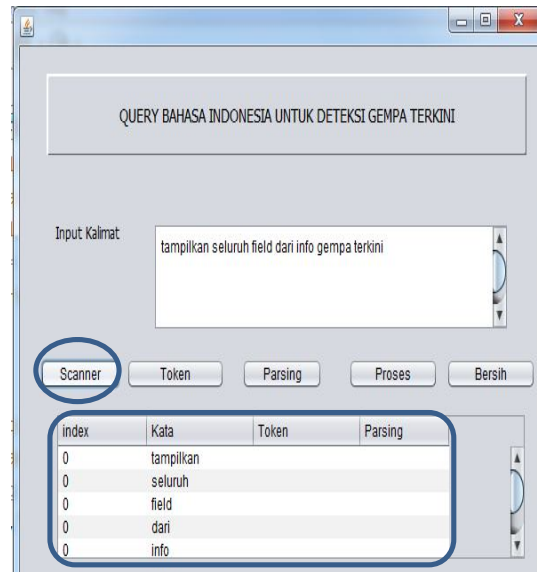 QUERY BAHASA INDONESIA UNTUK DETEKSI GEMPA TERKINI
Input Kalimat
tampilkan seluruh field dari info gempa terkini
Scanner Token Parsing Proses Bersih
index Kata Token Parsing
0 tampilkan
0 seluruh
0 field
0 dari
0 info